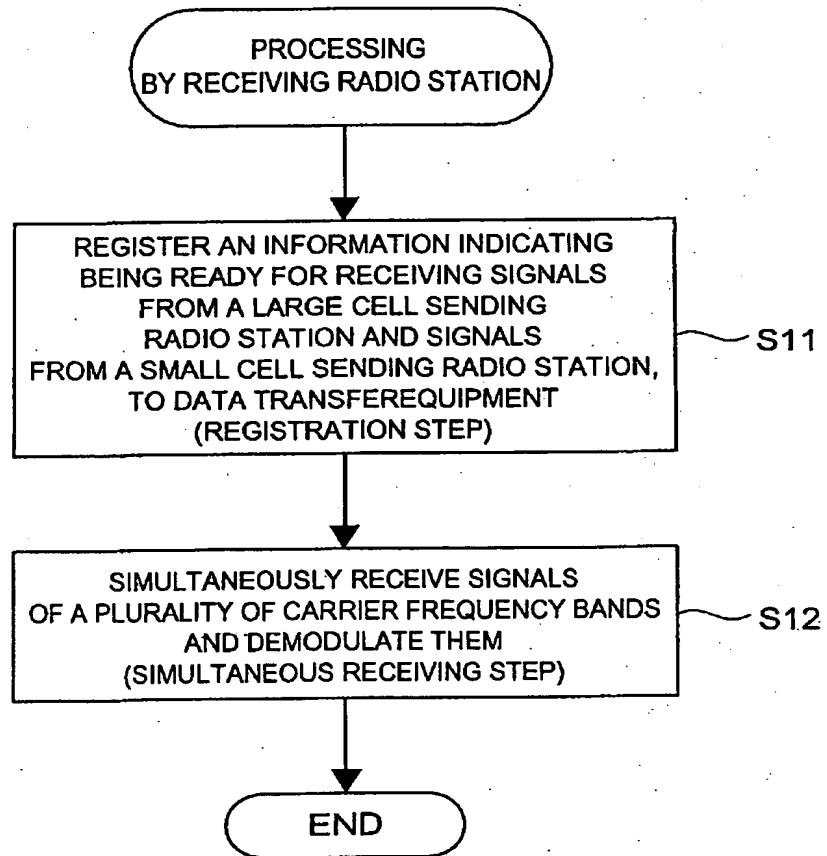 PROCESSING
BY RECEIVING RADIO STATION
REGISTER AN INFORMATION INDICATING
BEING READY FOR RECEIVING SIGNALS
FROM A LARGE CELL SENDING
RADIO STATION AND SIGNALS
FROM A SMALL CELL SENDING RADIO STATION,
TO DATA TRANSFEREQUIPMENT
(REGISTRATION STEP)
S11
SIMULTANEOUSLY RECEIVE SIGNALS
OF A PLURALITY OF CARRIER FREQUENCY BANDS
AND DEMODULATE THEM
(SIMULTANEOUS RECEIVING STEP)
S12
END